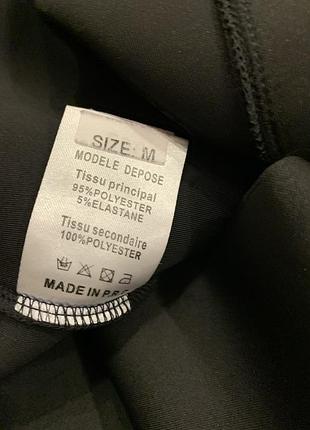 SIZE: M
MODELE DEPOSE
Tissu principal
95%POLYESTER
5%ELASTANE
Tissu secondaire
100%POLYESTER
MADE IN